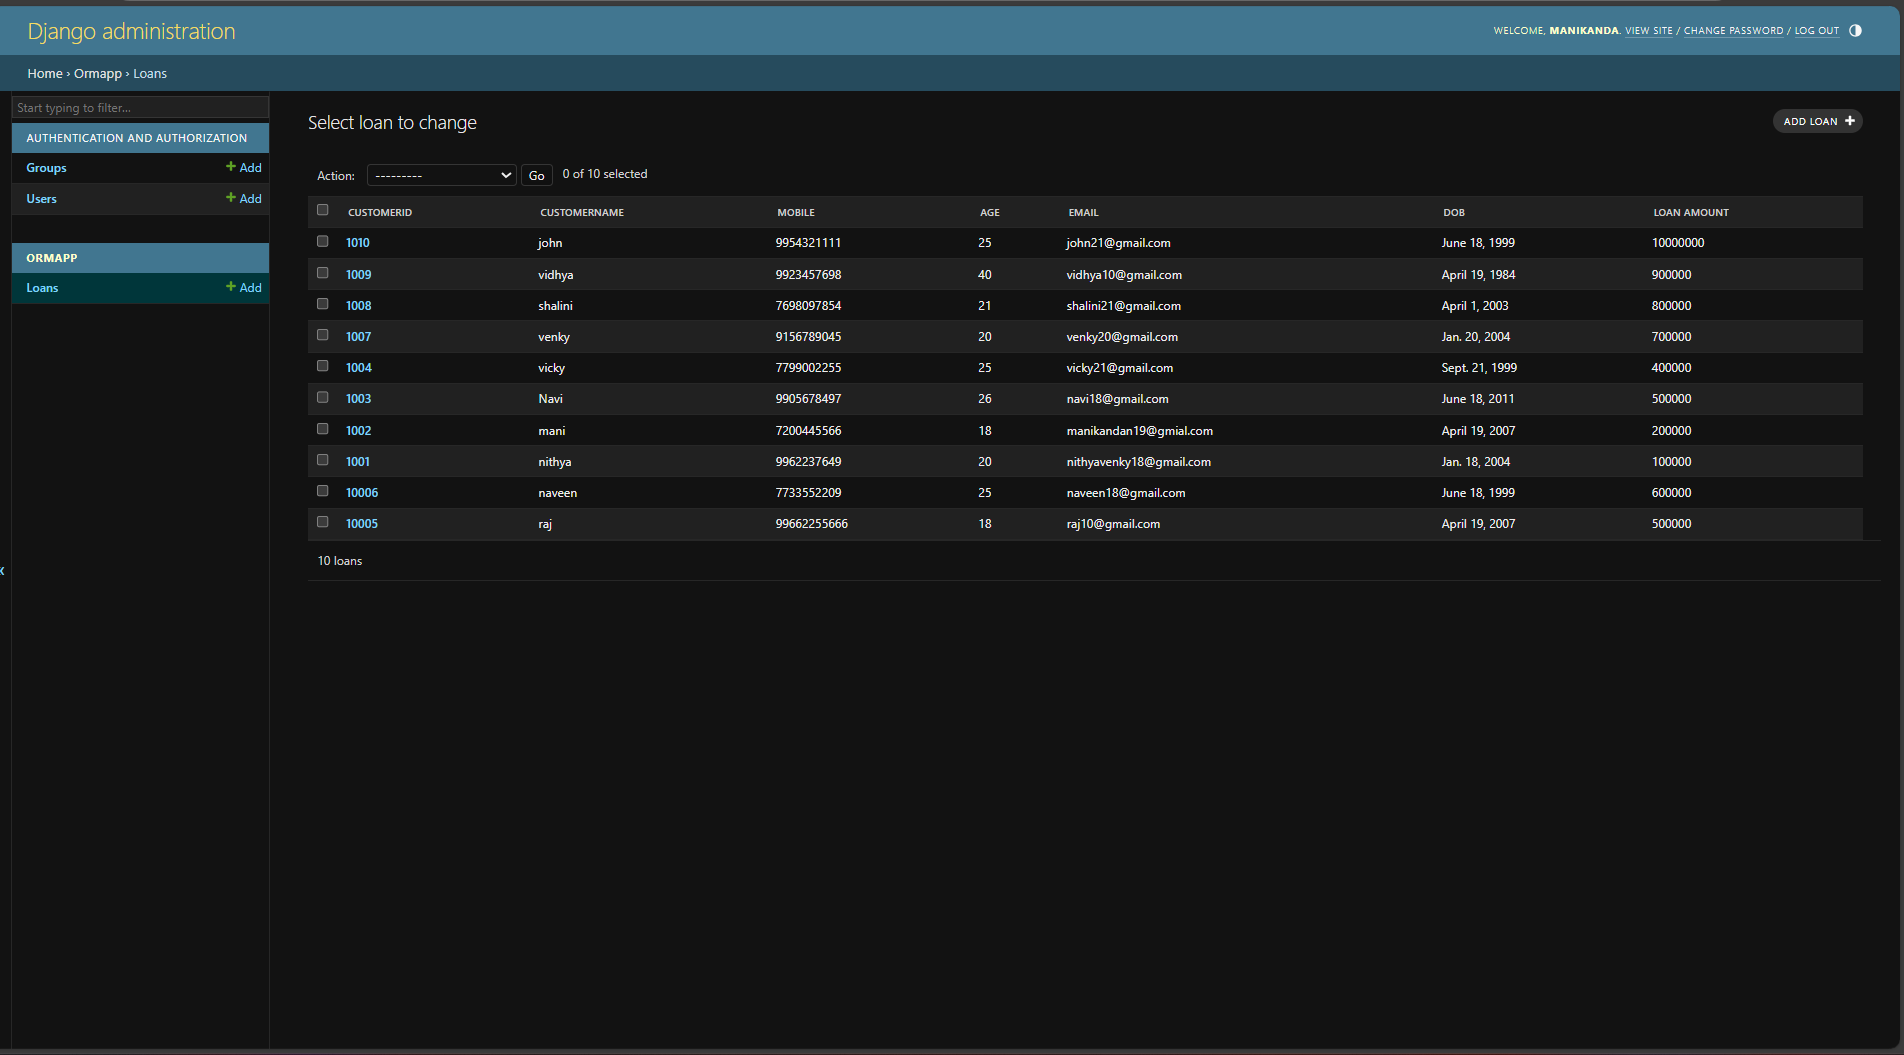 Django administration
WELCOME, MANIKANDA. VIEW SITE / CHANGE PASSWORD / LOG OUT
Home › Ormapp › Loans
Start typing to filter...
AUTHENTICATION AND AUTHORIZATION
Groups + Add
Users + Add
ORMAPP
Loans + Add
Select loan to change
ADD LOAN +
Action: --------- Go 0 of 10 selected
CUSTOMERID CUSTOMERNAME MOBILE AGE EMAIL DOB LOAN AMOUNT
1010 john 9954321111 25 john21@gmail.com June 18, 1999 10000000
1009 vidhya 9923457698 40 vidhya10@gmail.com April 19, 1984 900000
1008 shalini 7698097854 21 shalini21@gmail.com April 1, 2003 800000
1007 venky 9156789045 20 venky20@gmail.com Jan. 20, 2004 700000
1004 vicky 7799002255 25 vicky21@gmail.com Sept. 21, 1999 400000
1003 Navi 9905678497 26 navi18@gmail.com June 18, 2011 500000
1002 mani 7200445566 18 manikandan19@gmial.com April 19, 2007 200000
1001 nithya 9962237649 20 nithyavenky18@gmail.com Jan. 18, 2004 100000
10006 naveen 7733552209 25 naveen18@gmail.com June 18, 1999 600000
10005 raj 99662255666 18 raj10@gmail.com April 19, 2007 500000
10 loans